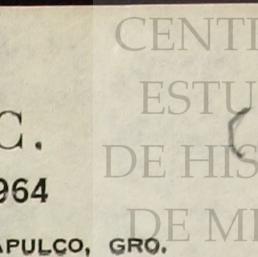 CENT
ESTU
C.
DE HIS
964
DE M
APULCO, GRO.